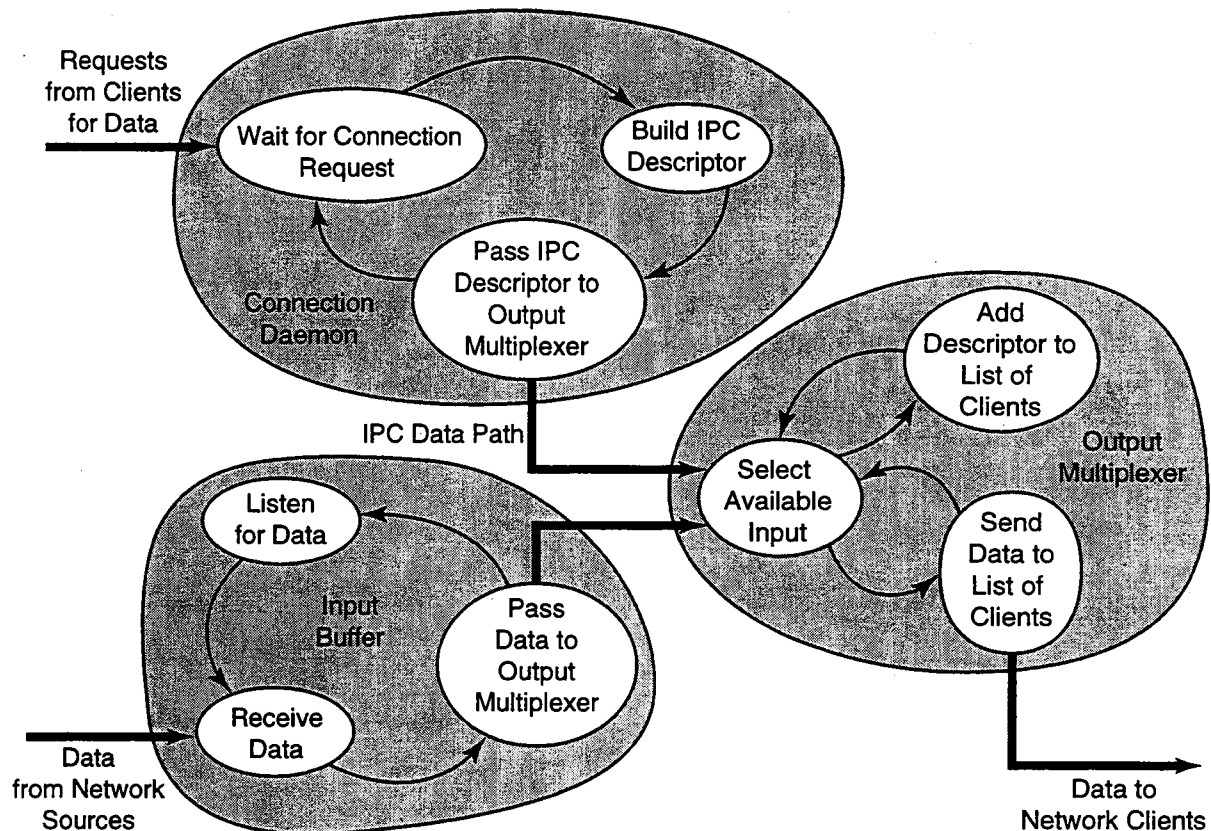 Requests
from Clients
for Data
Wait for Connection
Request
Build IPC
Descriptor
Pass IPC
Descriptor to
Output
Multiplexer
Connection
Daemon
IPC Data Path
Add
Descriptor to
List of
Clients
Output
Multiplexer
Select
Available
Input
Send
Data to
List of
Clients
Listen
for Data
Input
Buffer
Pass
Data to
Output
Multiplexer
Receive
Data
Data
from Network
Sources
Data to
Network Clients